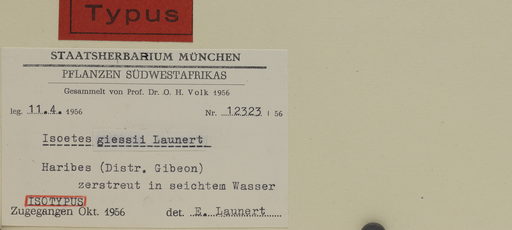 Typus
STAATSHERBARIUM MÜNCHEN
PFLANZEN SÜDWESTAFRIKAS
Gesammelt von Prof. Dr. O. H. Volk 1956
leg. 11.4. 1956 Nr. 12323 / 56
Isoetes giessii Launert
Haribes (Distr. Gibeon)
zerstreut in seichtem Wasser
ISOTYPUS
Zugegangen Okt. 1956 det. E. Launert